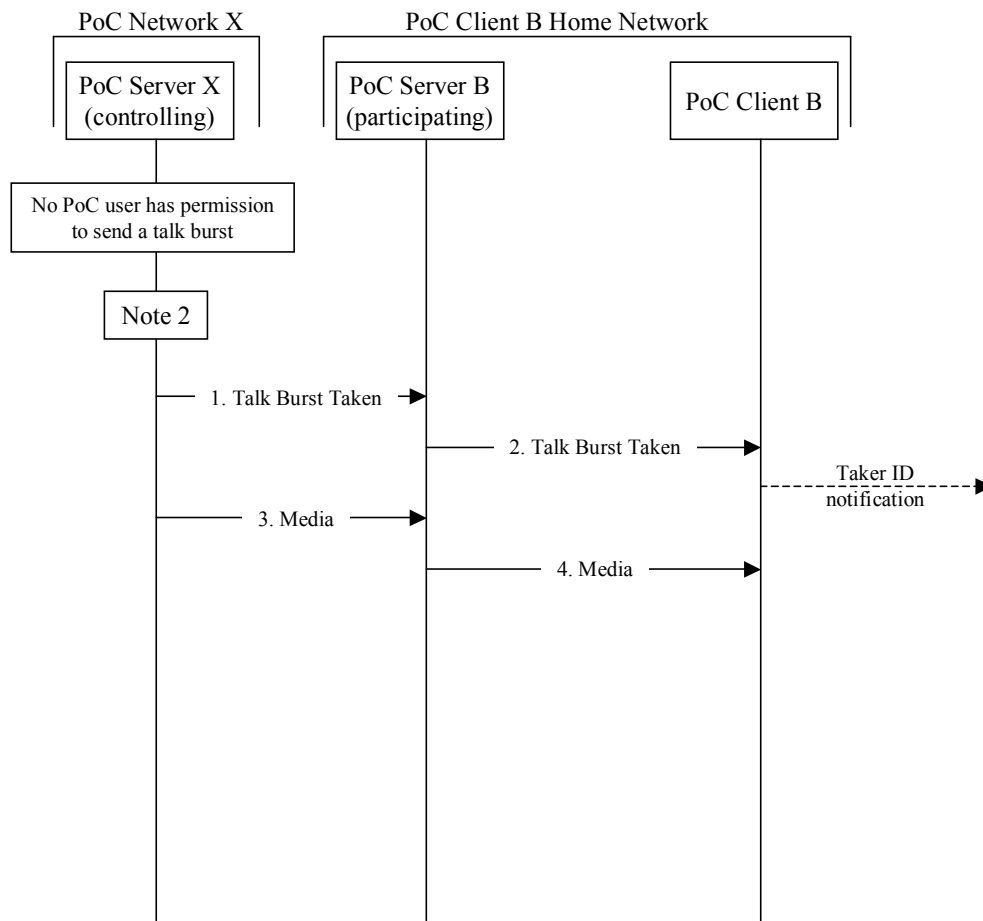 PoC Network X
PoC Client B Home Network
PoC Server X
(controlling)
PoC Server B
(participating)
PoC Client B
No PoC user has permission
to send a talk burst
Note 2
1. Talk Burst Taken
2. Talk Burst Taken
Taker ID
notification
3. Media
4. Media